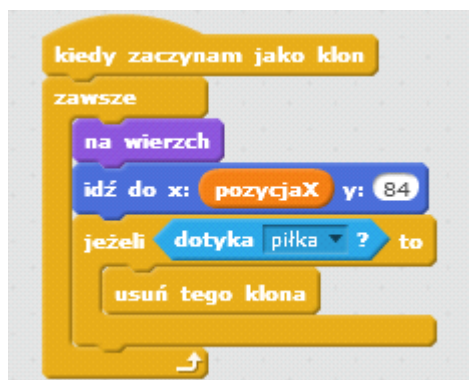 kiedy zaczynam jako klon
zawsze
na wierzch
idź do x: pozycjaX y: 84
jeżeli dotyka piłka ? to
usuń tego klona